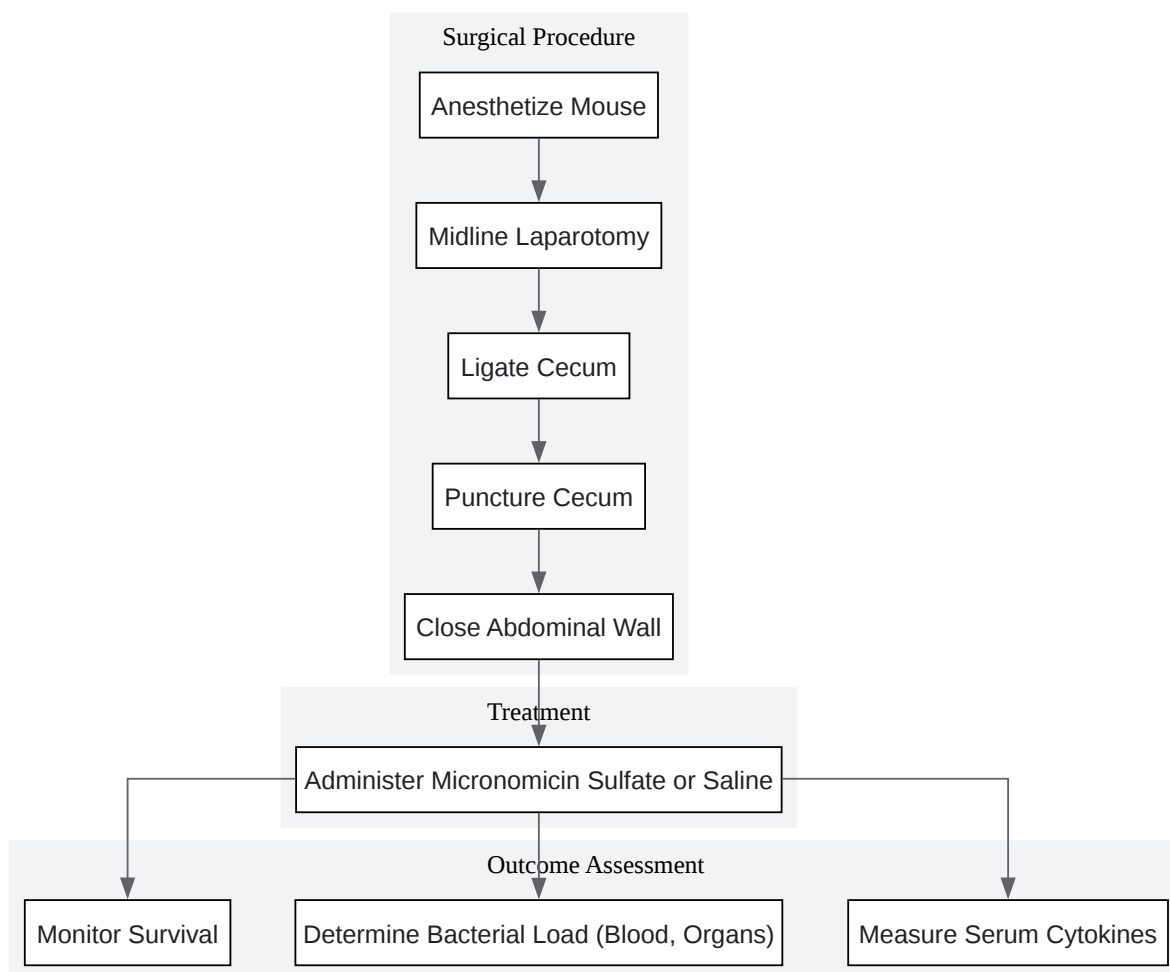 Surgical Procedure
Anesthetize Mouse
Midline Laparotomy
Ligate Cecum
Puncture Cecum
Close Abdominal Wall
Treatment
Administer Micronomicin Sulfate or Saline
Outcome Assessment
Monitor Survival
Determine Bacterial Load (Blood, Organs)
Measure Serum Cytokines